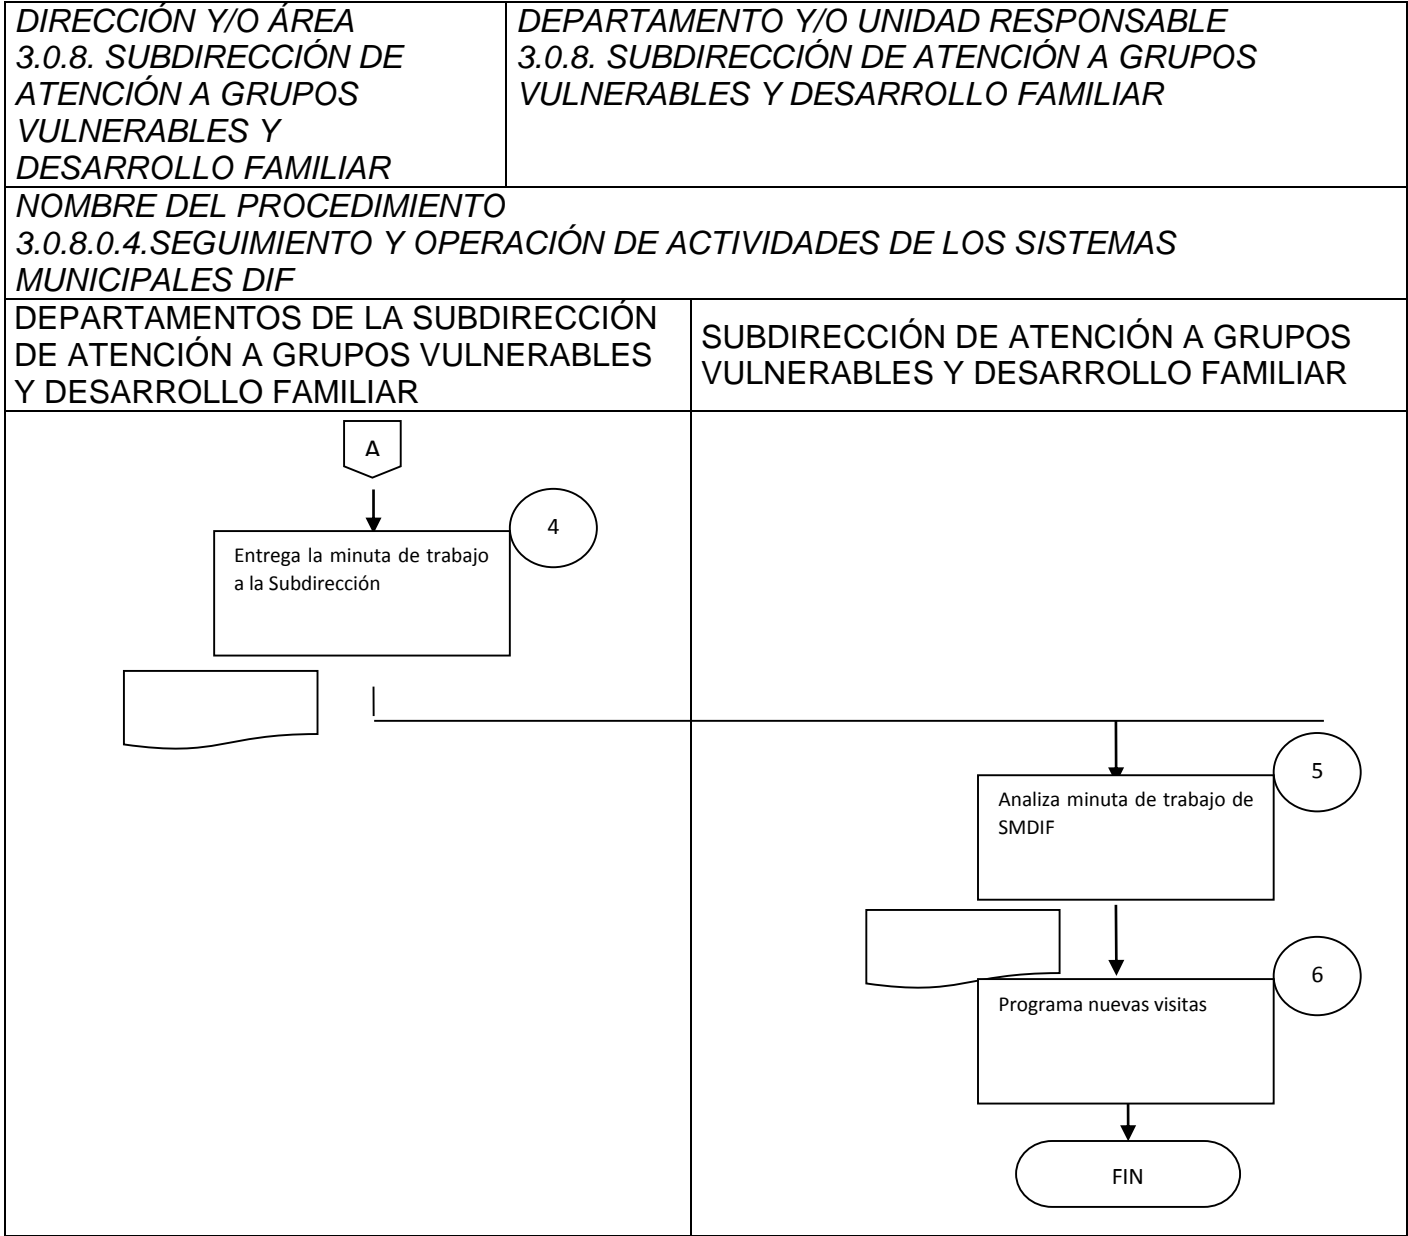 DIRECCIÓN Y/O ÁREA
3.0.8. SUBDIRECCIÓN DE
ATENCIÓN A GRUPOS
VULNERABLES Y
DESARROLLO FAMILIAR
DEPARTAMENTO Y/O UNIDAD RESPONSABLE
3.0.8. SUBDIRECCIÓN DE ATENCIÓN A GRUPOS
VULNERABLES Y DESARROLLO FAMILIAR
NOMBRE DEL PROCEDIMIENTO
3.0.8.0.4.SEGUIMIENTO Y OPERACIÓN DE ACTIVIDADES DE LOS SISTEMAS
MUNICIPALES DIF
DEPARTAMENTOS DE LA SUBDIRECCIÓN
DE ATENCIÓN A GRUPOS VULNERABLES
Y DESARROLLO FAMILIAR
SUBDIRECCIÓN DE ATENCIÓN A GRUPOS
VULNERABLES Y DESARROLLO FAMILIAR
A
4
Entrega la minuta de trabajo
a la Subdirección
5
Analiza minuta de trabajo de
SMDIF
6
Programa nuevas visitas
FIN